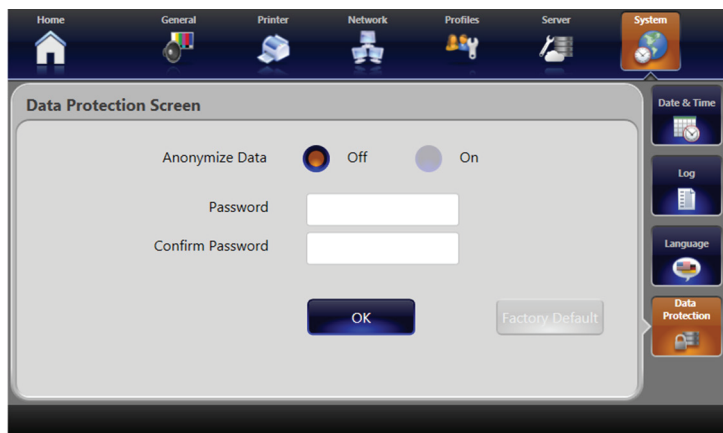 Home General Printer Network Profiles Server System
Data Protection Screen
Date & Time
Anonymize Data Off On
Log
Password
Confirm Password
Language
Data
Protection
OK Factory Default